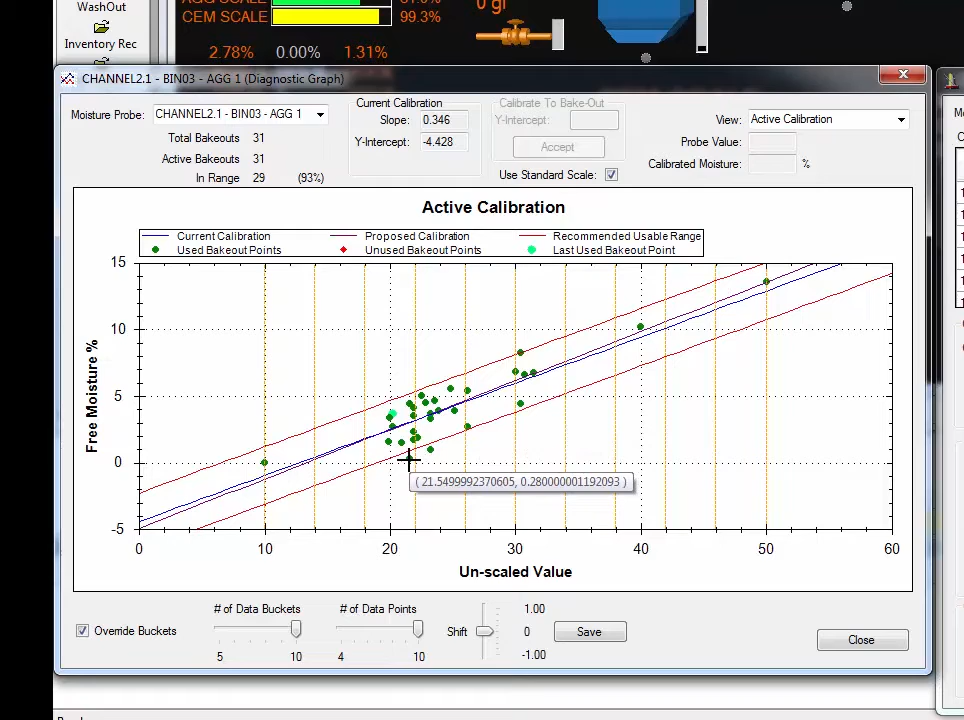 WashOut
Inventory Rec
CEM SCALE 99.3%
2.78% 0.00% 1.31%
0 gl
CHANNEL2.1 - BIN03 - AGG 1 (Diagnostic Graph)
Moisture Probe: CHANNEL2.1 - BIN03 - AGG 1
Total Bakeouts 31
Active Bakeouts 31
In Range 29 (93%)
Current Calibration
Slope: 0.346
Y-Intercept: -4.428
Calibrate To Bake-Out
Y-Intercept:
Accept
Use Standard Scale:
View: Active Calibration
Probe Value:
Calibrated Moisture: %
Active Calibration
Current Calibration Proposed Calibration Recommended Usable Range
Used Bakeout Points Unused Bakeout Points Last Used Bakeout Point
15
10
5
0
-5
Free Moisture %
( 21.5499992370605, 0.280000001192093 )
0 10 20 30 40 50 60
Un-scaled Value
Override Buckets
# of Data Buckets
5 10
# of Data Points
4 10
Shift
1.00
0
-1.00
Save
Close